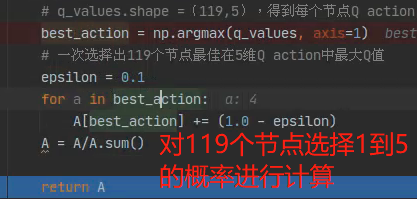 # q_values.shape = (119,5) , 得到每个节点Q action
best_action = np.argmax(q_values, axis=1) best
# 一次选择出119个节点最佳在5维Q action中最大Q值
epsilon = 0.1
for a in best_action: a: 4
A[best_action] += (1.0 - epsilon)
A = A/A.sum()
对119个节点选择1到5
的概率进行计算
return A